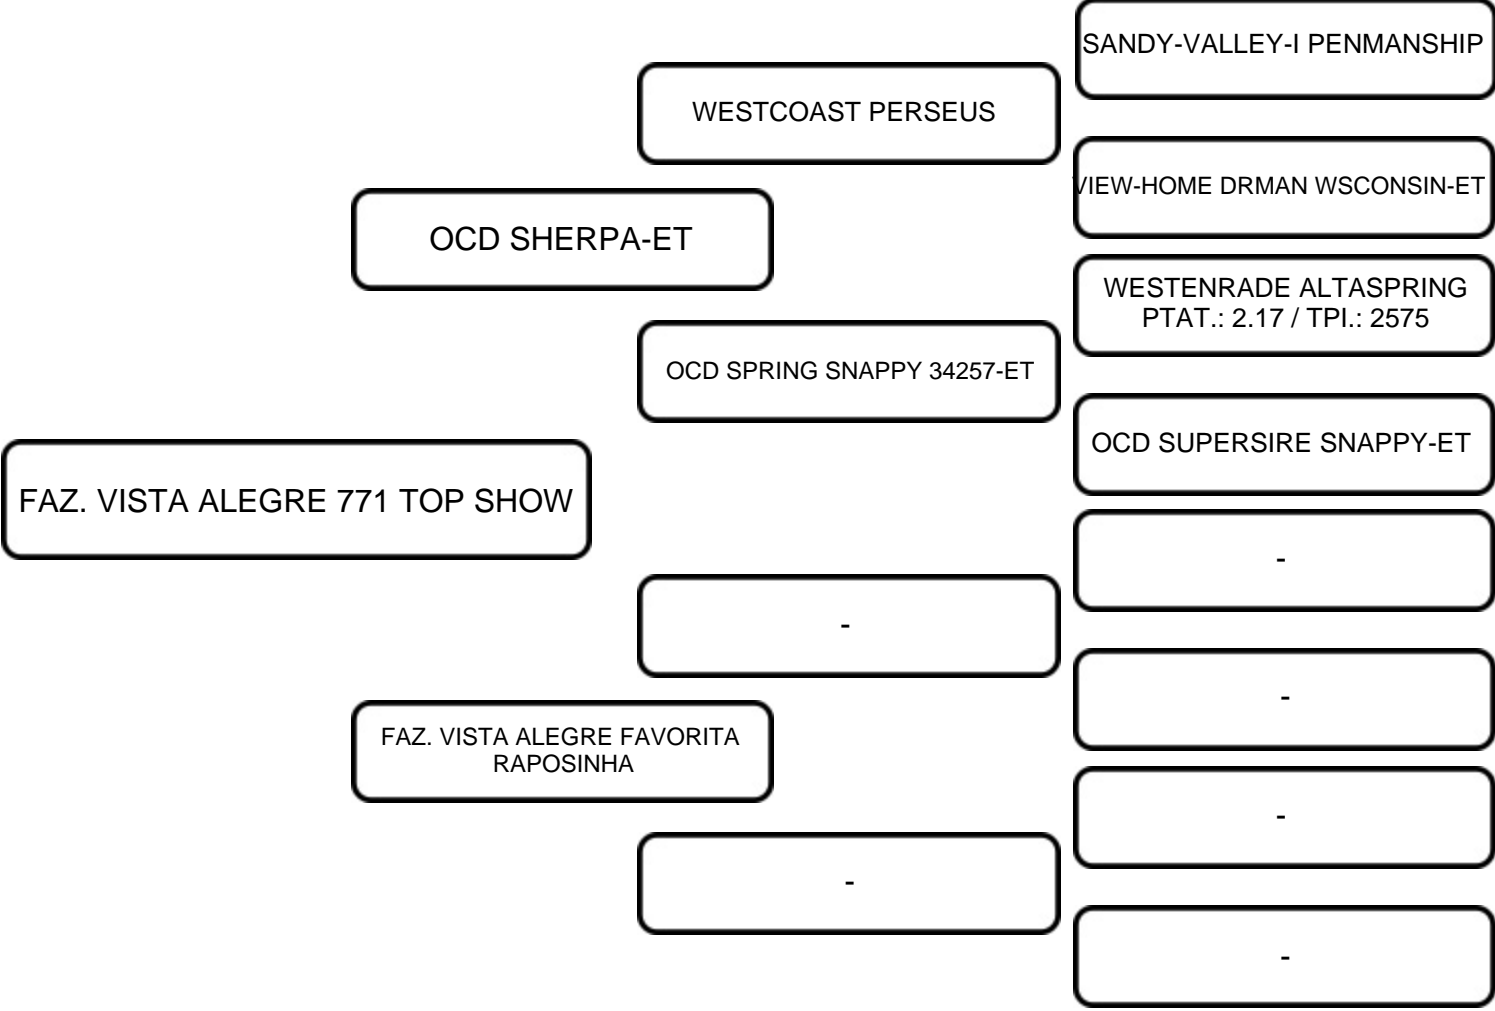 SANDY-VALLEY-I PENMANSHIP
WESTCOAST PERSEUS
VIEW-HOME DRMAN WSCONSIN-ET
OCD SHERPA-ET
WESTENRADE ALTASPRING
PTAT.: 2.17 / TPI.: 2575
OCD SPRING SNAPPY 34257-ET
OCD SUPERSIRE SNAPPY-ET
FAZ. VISTA ALEGRE 771 TOP SHOW
-
-
-
FAZ. VISTA ALEGRE FAVORITA
RAPOSINHA
-
-
-